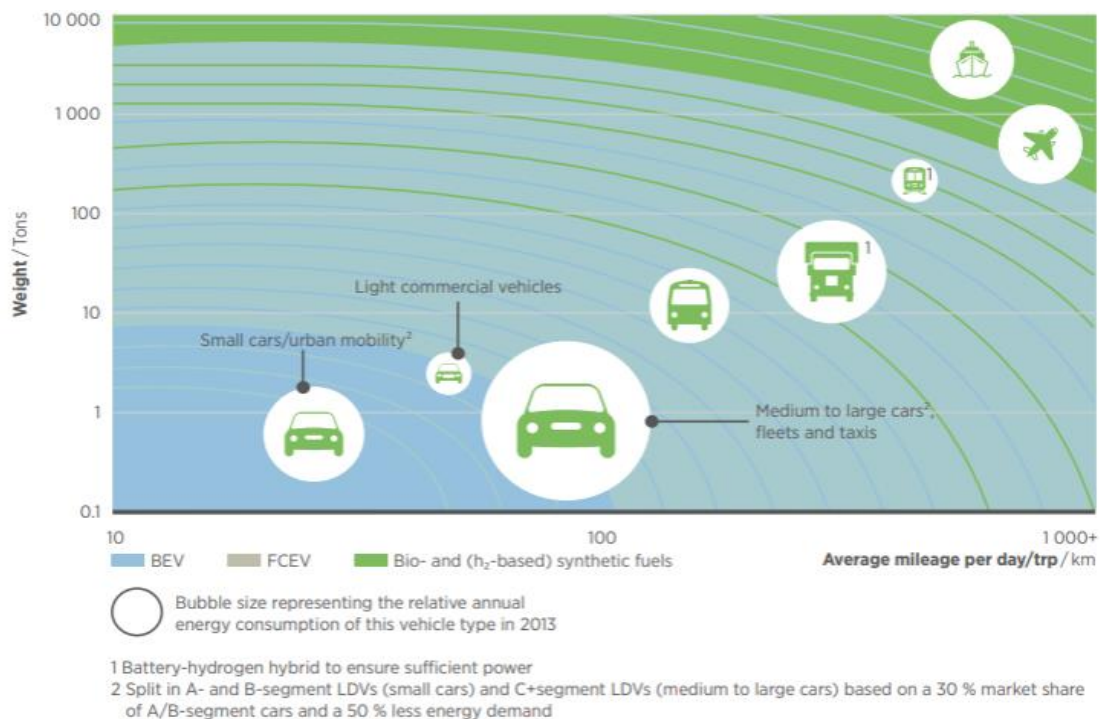 10 000
1 000
100
10
1
0.1
Weight / Tons
Light commercial vehicles
Small cars/urban mobility²
Medium to large cars²,
fleets and taxis
1
1
10
100
1 000+
Average mileage per day/trp / km
BEV
FCEV
Bio- and (h₂-based) synthetic fuels
Bubble size representing the relative annual
energy consumption of this vehicle type in 2013
1 Battery-hydrogen hybrid to ensure sufficient power
2 Split in A- and B-segment LDVs (small cars) and C+segment LDVs (medium to large cars) based on a 30 % market share
of A/B-segment cars and a 50 % less energy demand